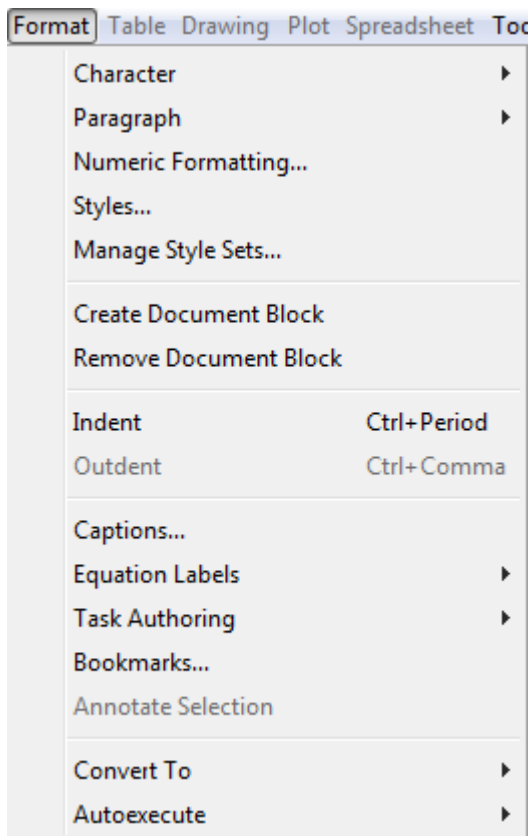 Format Table Drawing Plot Spreadsheet Too
Character
Paragraph
Numeric Formatting...
Styles...
Manage Style Sets...
Create Document Block
Remove Document Block
Indent Ctrl+Period
Outdent Ctrl+Comma
Captions...
Equation Labels
Task Authoring
Bookmarks...
Annotate Selection
Convert To
Autoexecute